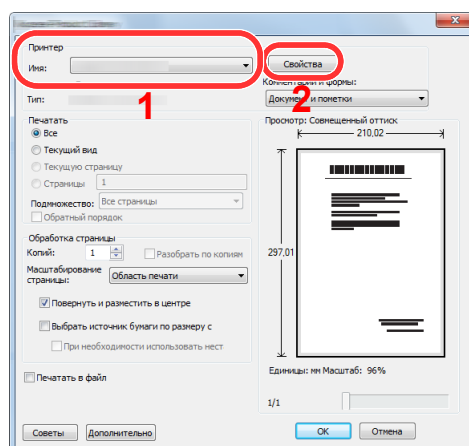 Принтер
Имя:
Свойства
1
2
Комментарии и формы:
Тип:
Документ и пометки
Печатать
Все
Текущий вид
Текущую страницу
Страницы 1
Подмножество: Все страницы
Обратный порядок
Просмотр: Совмещенный оттиск
210,02
297,01
Обработка страницы
Копий: 1
Разобрать по копиям
Масштабирование
страницы:
Область печати
Повернуть и разместить в центре
Выбрать источник бумаги по размеру с
При необходимости использовать нест
Печатать в файл
Единицы: мм Масштаб: 96%
1/1
Советы
Дополнительно
OK
Отмена